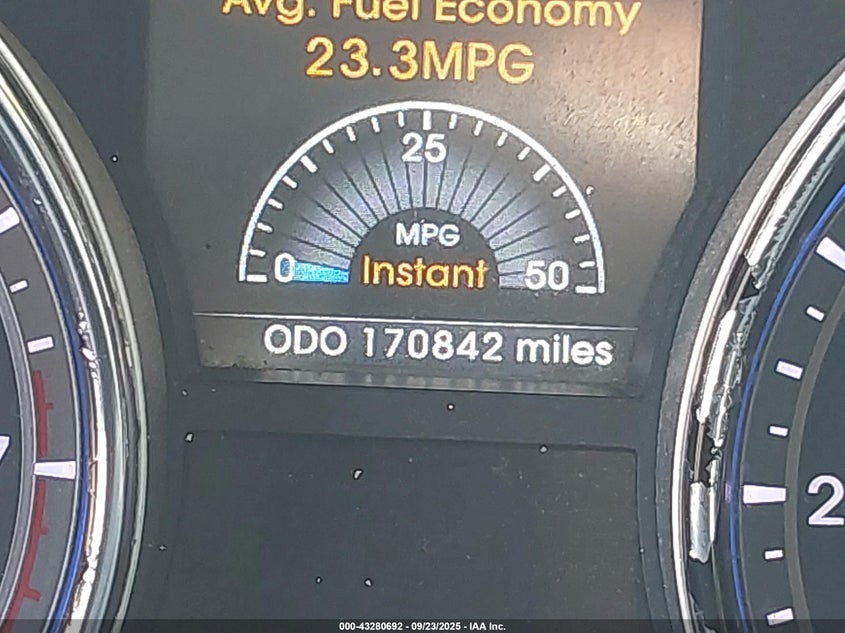 Avg. Fuel Economy
23.3MPG
25
MPG
0 Instant 50
ODO 170842 miles
2
000-43280692 - 09/23/2025 - IAA Inc.